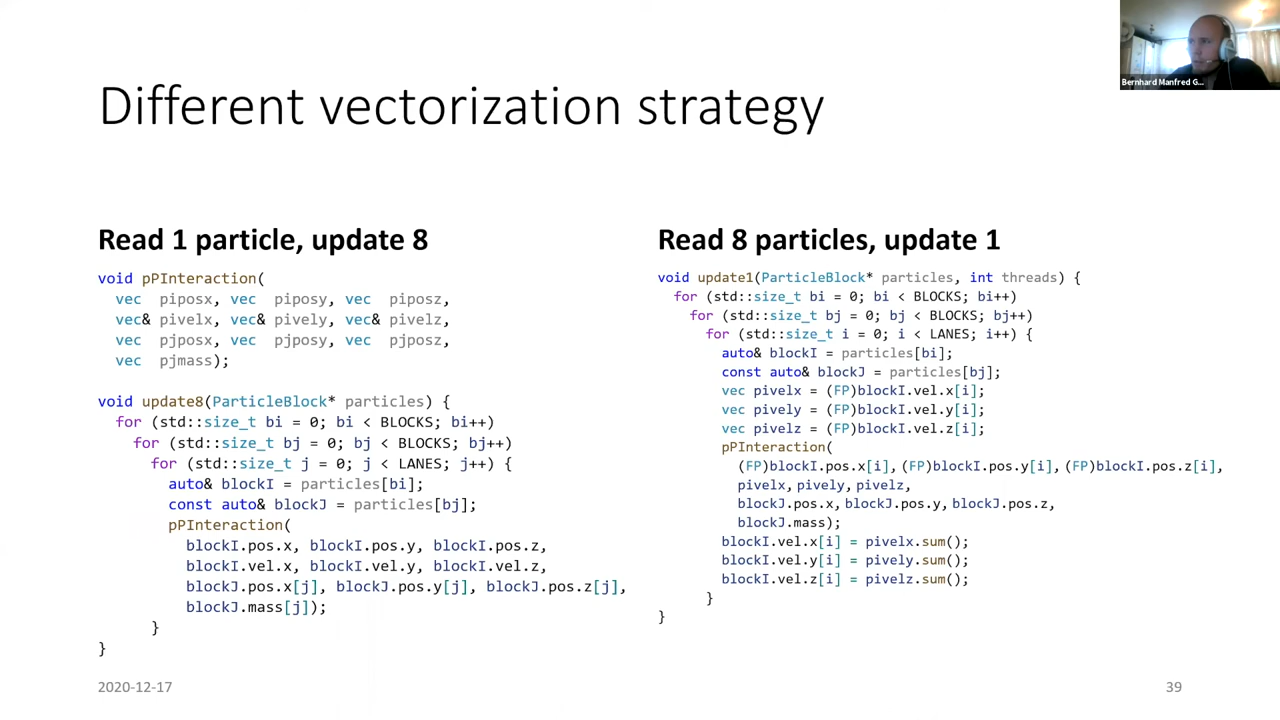 Bernhard Manfred G...
Different vectorization strategy
Read 1 particle, update 8
void pPInteraction(
vec piposx, vec piposy, vec piposz,
vec& pivelx, vec& pively, vec& pivelz,
vec pjposx, vec pjposy, vec pjposz,
vec pjmass);
void update8(ParticleBlock* particles) {
for (std::size_t bi = 0; bi < BLOCKS; bi++)
for (std::size_t bj = 0; bj < BLOCKS; bj++)
for (std::size_t j = 0; j < LANES; j++) {
auto& blockI = particles[bi];
const auto& blockJ = particles[bj];
pPInteraction(
blockI.pos.x, blockI.pos.y, blockI.pos.z,
blockI.vel.x, blockI.vel.y, blockI.vel.z,
blockJ.pos.x[j], blockJ.pos.y[j], blockJ.pos.z[j],
blockJ.mass[j]);
}
}
Read 8 particles, update 1
void update1(ParticleBlock* particles, int threads) {
for (std::size_t bi = 0; bi < BLOCKS; bi++)
for (std::size_t bj = 0; bj < BLOCKS; bj++)
for (std::size_t i = 0; i < LANES; i++) {
auto& blockI = particles[bi];
const auto& blockJ = particles[bj];
vec pivelx = (FP)blockI.vel.x[i];
vec pively = (FP)blockI.vel.y[i];
vec pivelz = (FP)blockI.vel.z[i];
pPInteraction(
(FP)blockI.pos.x[i], (FP)blockI.pos.y[i], (FP)blockI.pos.z[i],
pivelx, pively, pivelz,
blockJ.pos.x, blockJ.pos.y, blockJ.pos.z,
blockJ.mass);
blockI.vel.x[i] = pivelx.sum();
blockI.vel.y[i] = pively.sum();
blockI.vel.z[i] = pivelz.sum();
}
}
2020-12-17
39